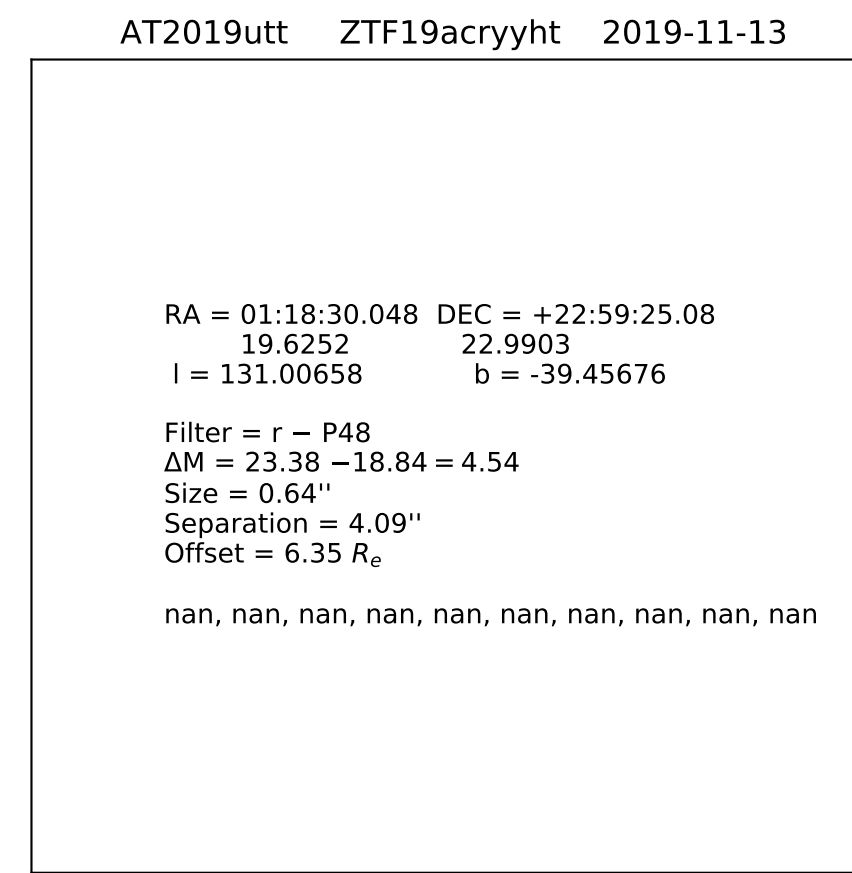 AT2019utt ZTF19acryyht 2019-11-13
RA = 01:18:30.048 DEC = +22:59:25.08
19.6252 22.9903
l = 131.00658 b = -39.45676
Filter = r − P48
ΔM = 23.38 −18.84 = 4.54
Size = 0.64''
Separation = 4.09''
Offset = 6.35 Re
nan, nan, nan, nan, nan, nan, nan, nan, nan, nan